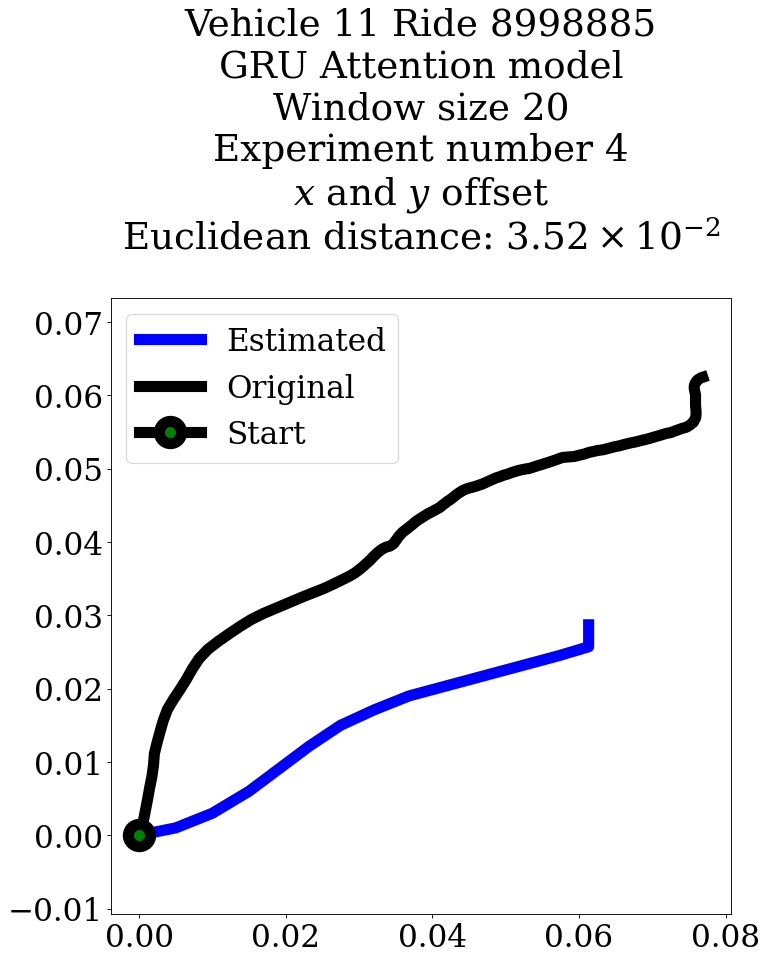 Vehicle 11 Ride 8998885
GRU Attention model
Window size 20
Experiment number 4
x and y offset
Euclidean distance: 3.52 × 10⁻²
Estimated
Original
Start
0.07
0.06
0.05
0.04
0.03
0.02
0.01
0.00
−0.01
0.00 0.02 0.04 0.06 0.08